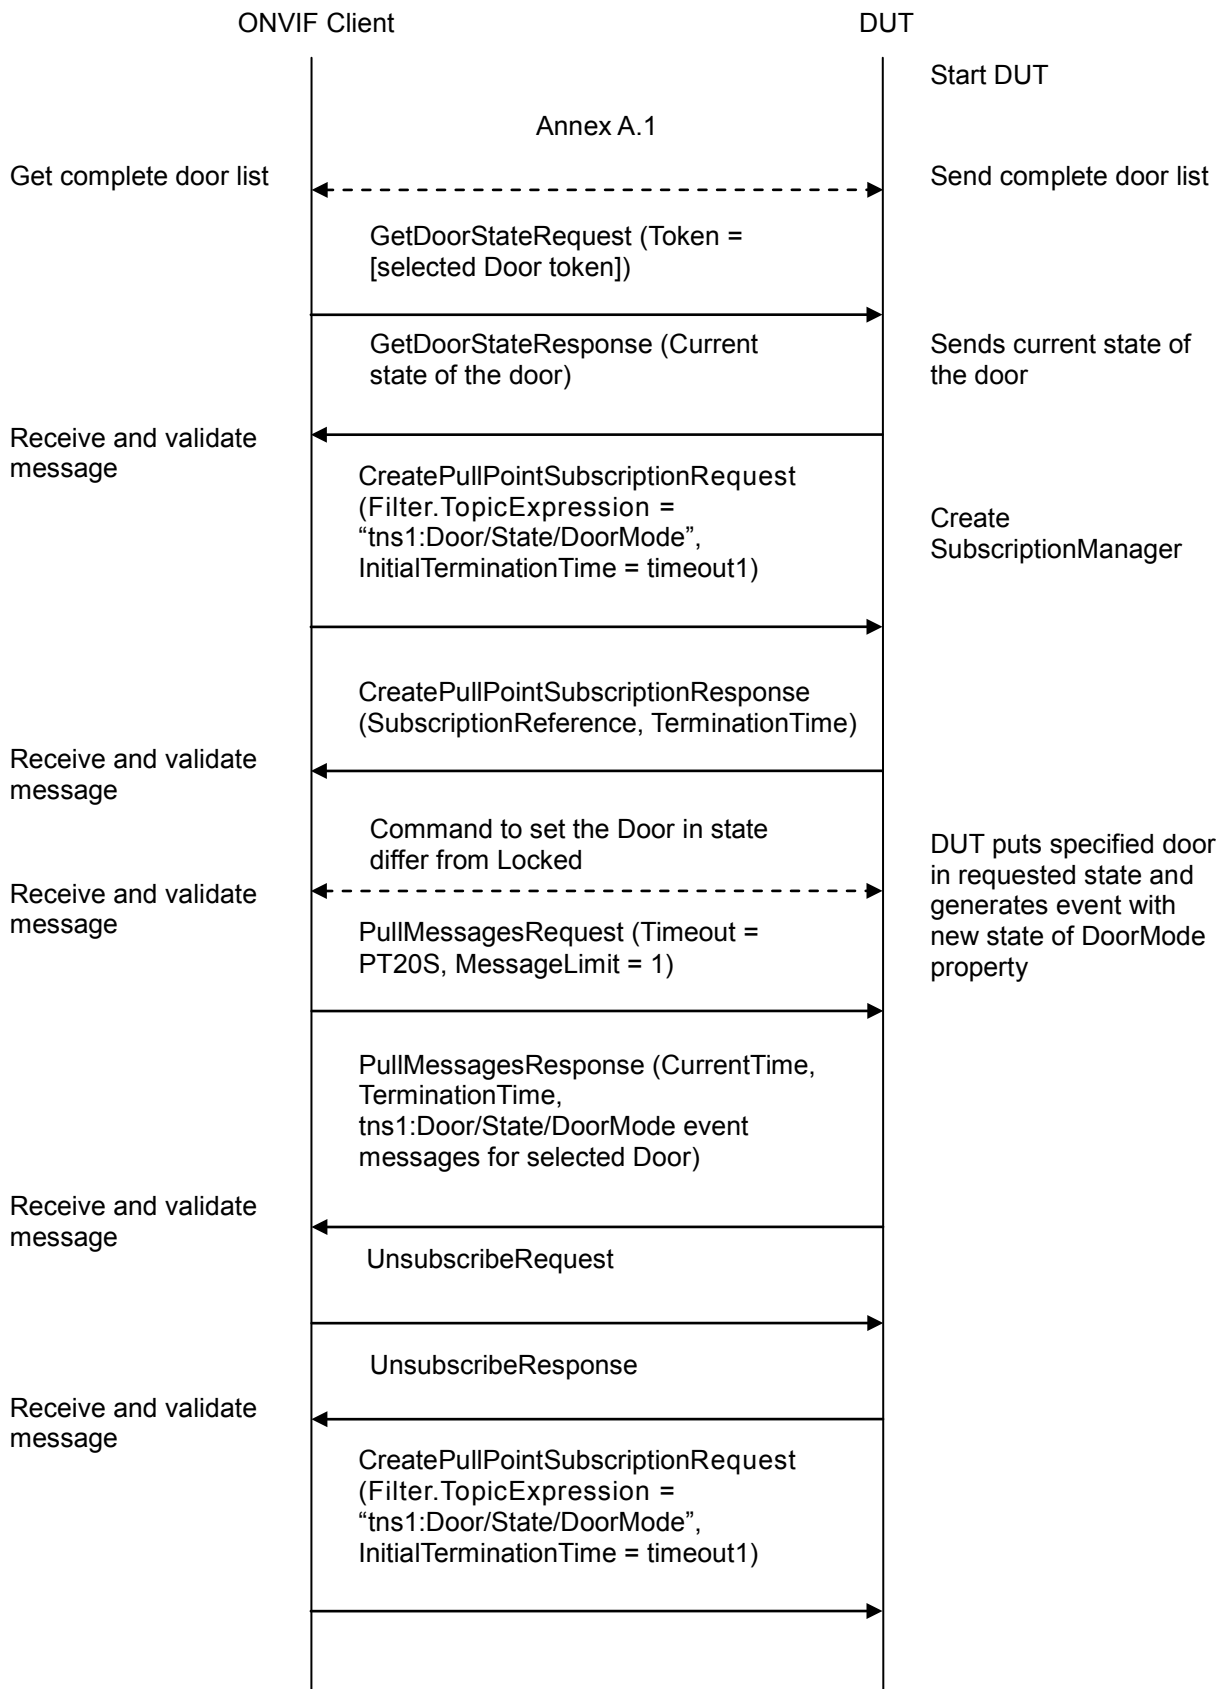 ONVIF Client
DUT
Start DUT
Annex A.1
Get complete door list
Send complete door list
GetDoorStateRequest (Token =
[selected Door token])
GetDoorStateResponse (Current
state of the door)
Sends current state of
the door
Receive and validate
message
CreatePullPointSubscriptionRequest
(Filter.TopicExpression =
“tns1:Door/State/DoorMode”,
InitialTerminationTime = timeout1)
Create
SubscriptionManager
CreatePullPointSubscriptionResponse
(SubscriptionReference, TerminationTime)
Receive and validate
message
Command to set the Door in state
differ from Locked
DUT puts specified door
in requested state and
generates event with
new state of DoorMode
property
Receive and validate
message
PullMessagesRequest (Timeout =
PT20S, MessageLimit = 1)
PullMessagesResponse (CurrentTime,
TerminationTime,
tns1:Door/State/DoorMode event
messages for selected Door)
Receive and validate
message
UnsubscribeRequest
UnsubscribeResponse
Receive and validate
message
CreatePullPointSubscriptionRequest
(Filter.TopicExpression =
“tns1:Door/State/DoorMode”,
InitialTerminationTime = timeout1)